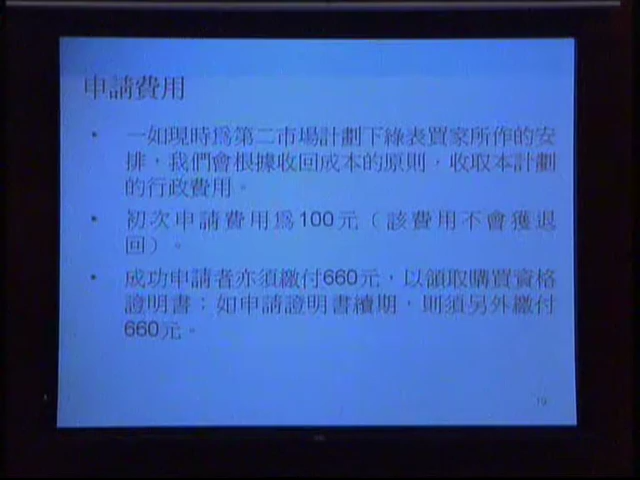 申請費用
• 一如現時為第二市場計劃下綠表買家所作的安
排，我們會根據收回成本的原則，收取本計劃
的行政費用。
• 初次申請費用為100元（該費用不會獲退
回）。
• 成功申請者亦須繳付660元，以領取購買資格
證明書；如申請證明書續期，則須另外繳付
660元。
19